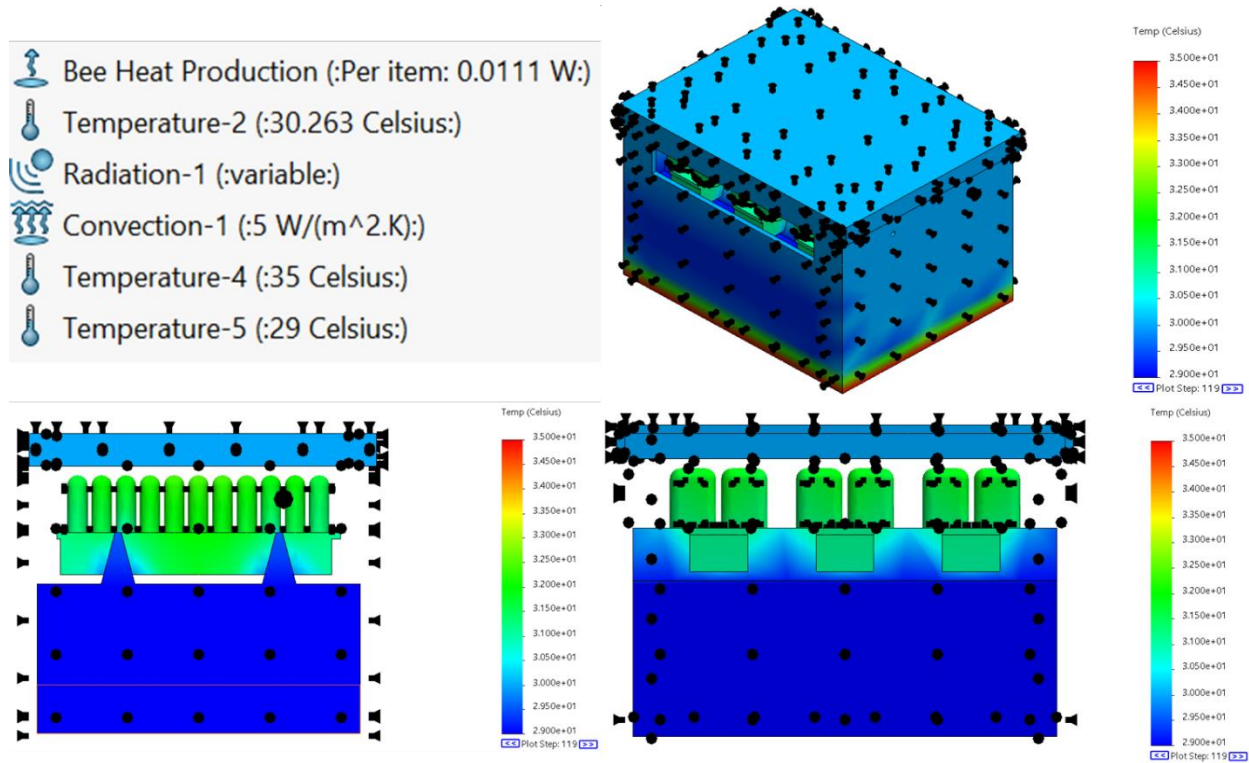 Bee Heat Production (:Per item: 0.0111 W:)
Temperature-2 (:30.263 Celsius:)
Radiation-1 (:variable:)
Convection-1 (:5 W/(m^2.K):)
Temperature-4 (:35 Celsius:)
Temperature-5 (:29 Celsius:)
Temp (Celsius)
3.500e+01
3.450e+01
3.400e+01
3.350e+01
3.300e+01
3.250e+01
3.200e+01
3.150e+01
3.100e+01
3.050e+01
3.000e+01
2.950e+01
2.900e+01
<< Plot Step: 119 >>
Temp (Celsius)
3.500e+01
3.450e+01
3.400e+01
3.350e+01
3.300e+01
3.250e+01
3.200e+01
3.150e+01
3.100e+01
3.050e+01
3.000e+01
2.950e+01
2.900e+01
<< Plot Step: 119 >>
Temp (Celsius)
3.500e+01
3.450e+01
3.400e+01
3.350e+01
3.300e+01
3.250e+01
3.200e+01
3.150e+01
3.100e+01
3.050e+01
3.000e+01
2.950e+01
2.900e+01
<< Plot Step: 119 >>